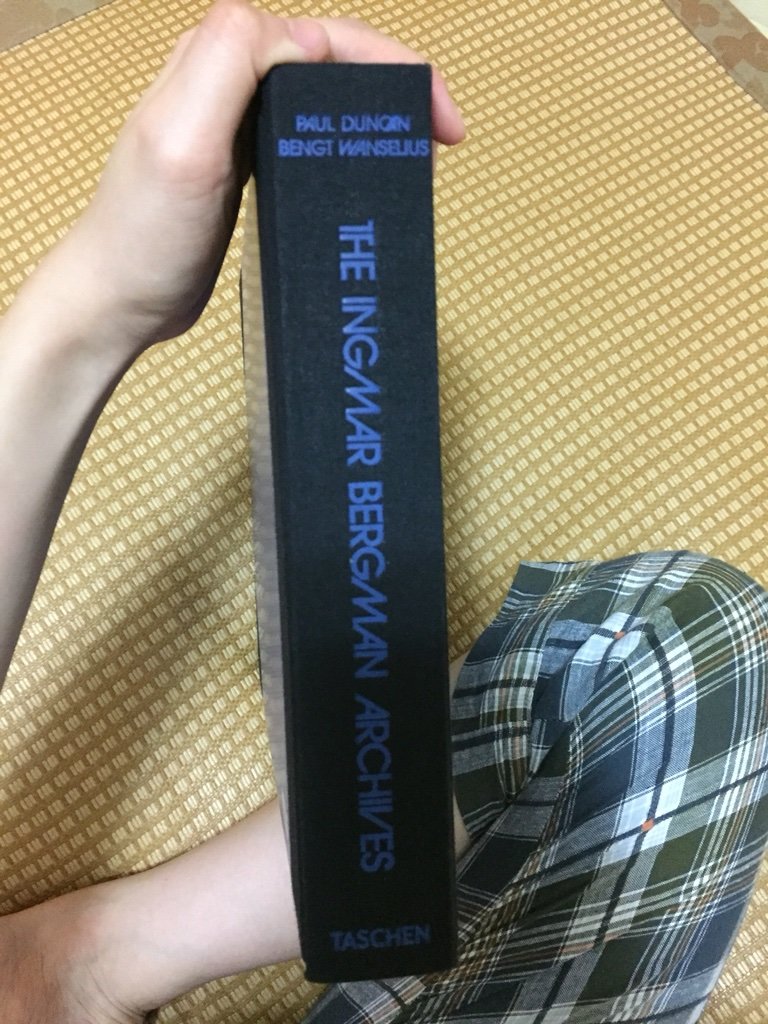 PAUL DUNCAN
BENGT WANSELIUS
THE INGMAR BERGMAN ARCHIVES
TASCHEN